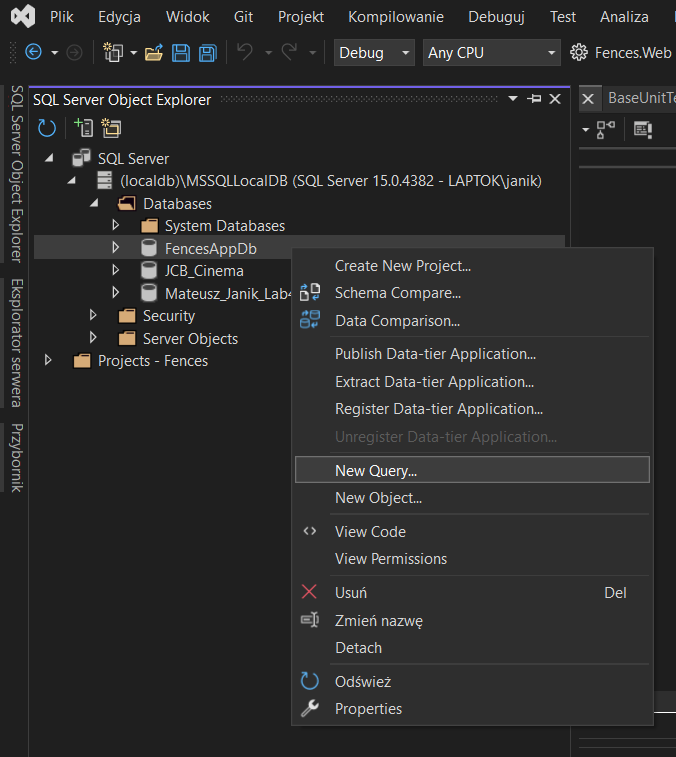 Plik Edycja Widok Git Projekt Kompilowanie Debuguj Test Analiza
Debug Any CPU Fences.Web
SQL Server Object Explorer
Eksplorator serwera
Przybornik
SQL Server Object Explorer
BaseUnitTe
SQL Server
(localdb)\MSSQLLocalDB (SQL Server 15.0.4382 - LAPTOK\janik)
Databases
System Databases
FencesAppDb
JCB_Cinema
Mateusz_Janik_Lab4
Security
Server Objects
Projects - Fences
Create New Project...
Schema Compare...
Data Comparison...
Publish Data-tier Application...
Extract Data-tier Application...
Register Data-tier Application...
Unregister Data-tier Application...
New Query...
New Object...
View Code
View Permissions
Usuń Del
Zmień nazwę
Detach
Odśwież
Properties